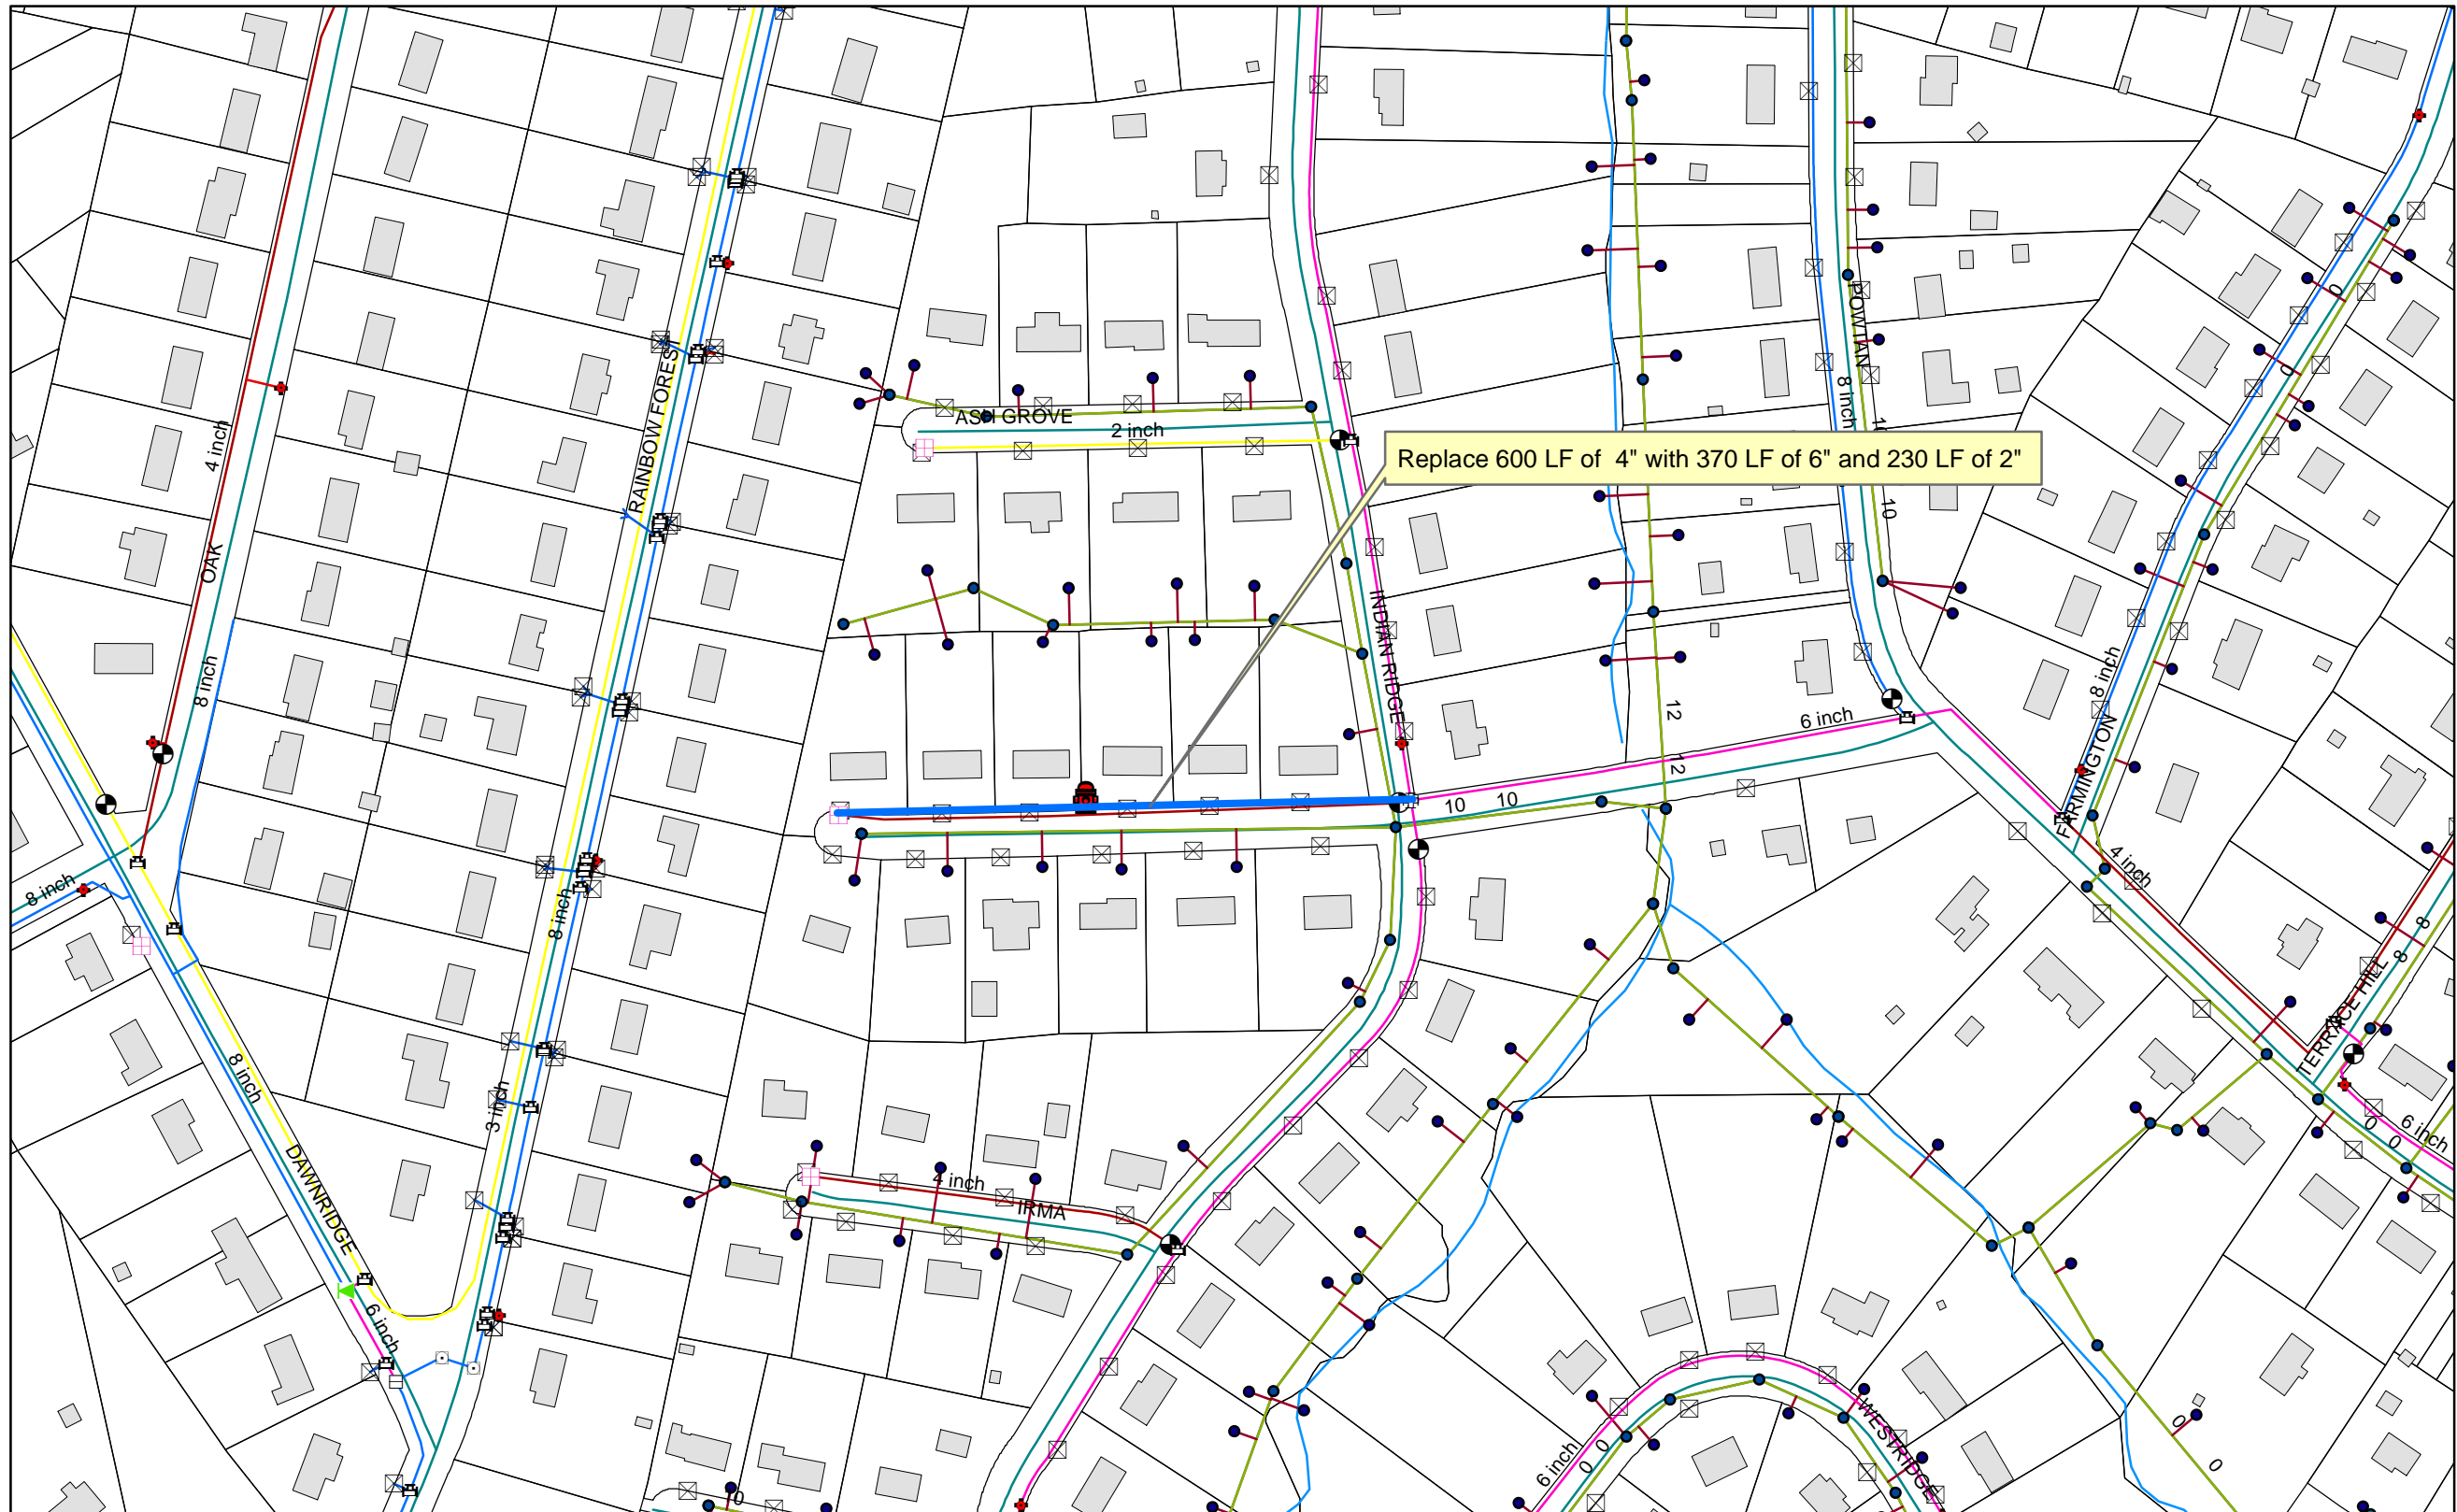 ASH GROVE
2 inch
POWTAN
8 inch
10
10
RAINBOW FOREST
4 inch
OAK
8 inch
Replace 600 LF of  4" with 370 LF of 6" and 230 LF of 2"
INDIAN RIDGE
12
12
6 inch
10
10
0
0
8 inch
FARMINGTON
4 inch
8
8
TERRACE HILL
0
0
6 inch
8 inch
8 inch
8 inch
3 inch
DAWNRIDGE
6 inch
4 inch
IRMA
6 inch
0
0
WESTRIDGE
0
0